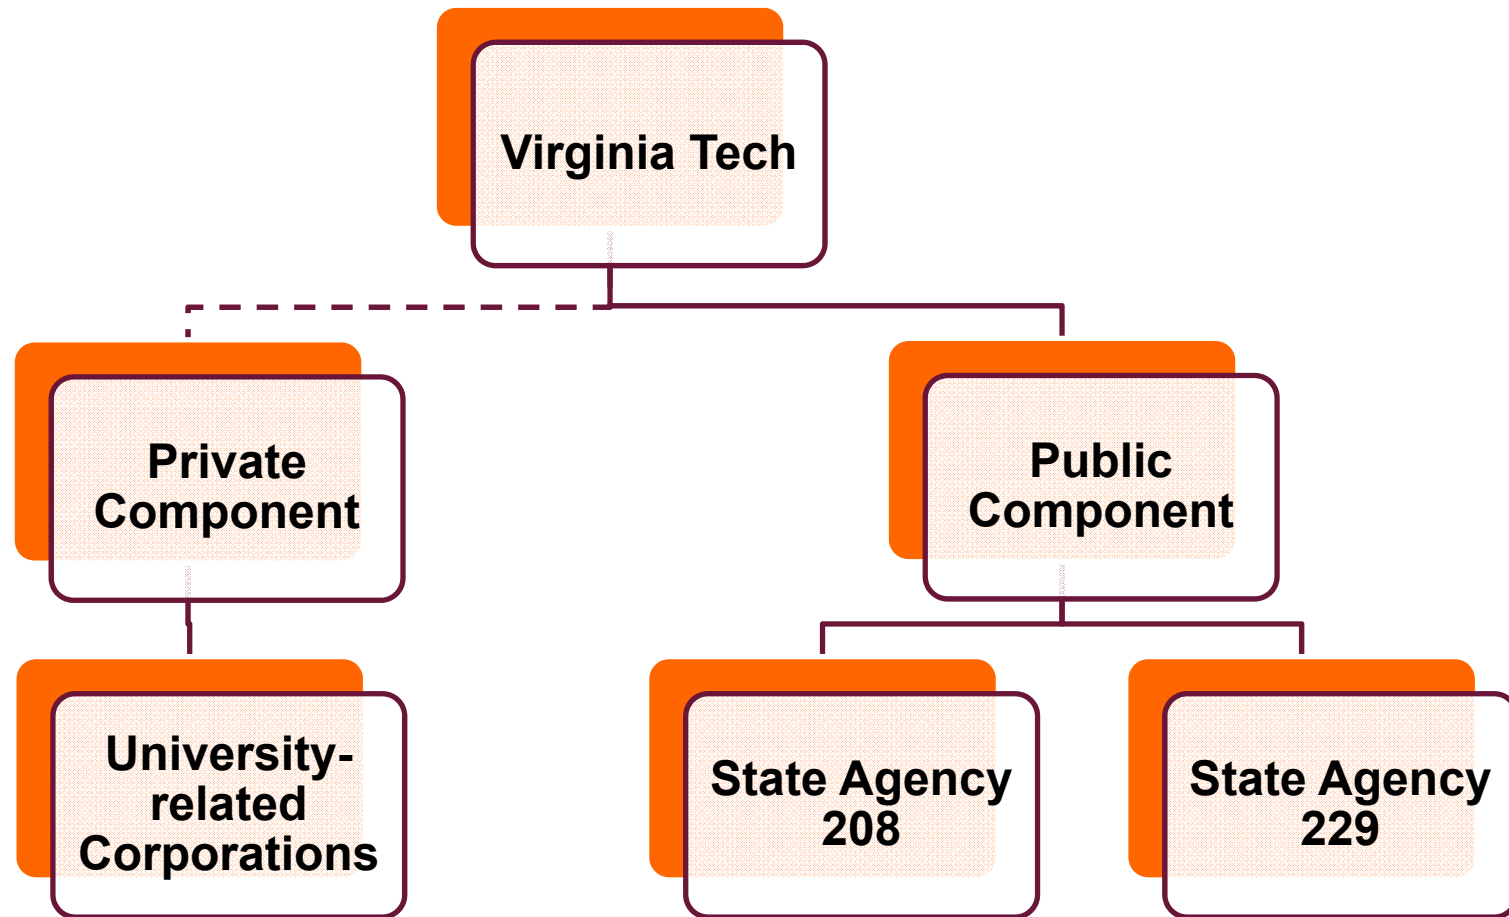 Virginia Tech
Private
Component
Public
Component
University-
related
Corporations
State Agency
208
State Agency
229